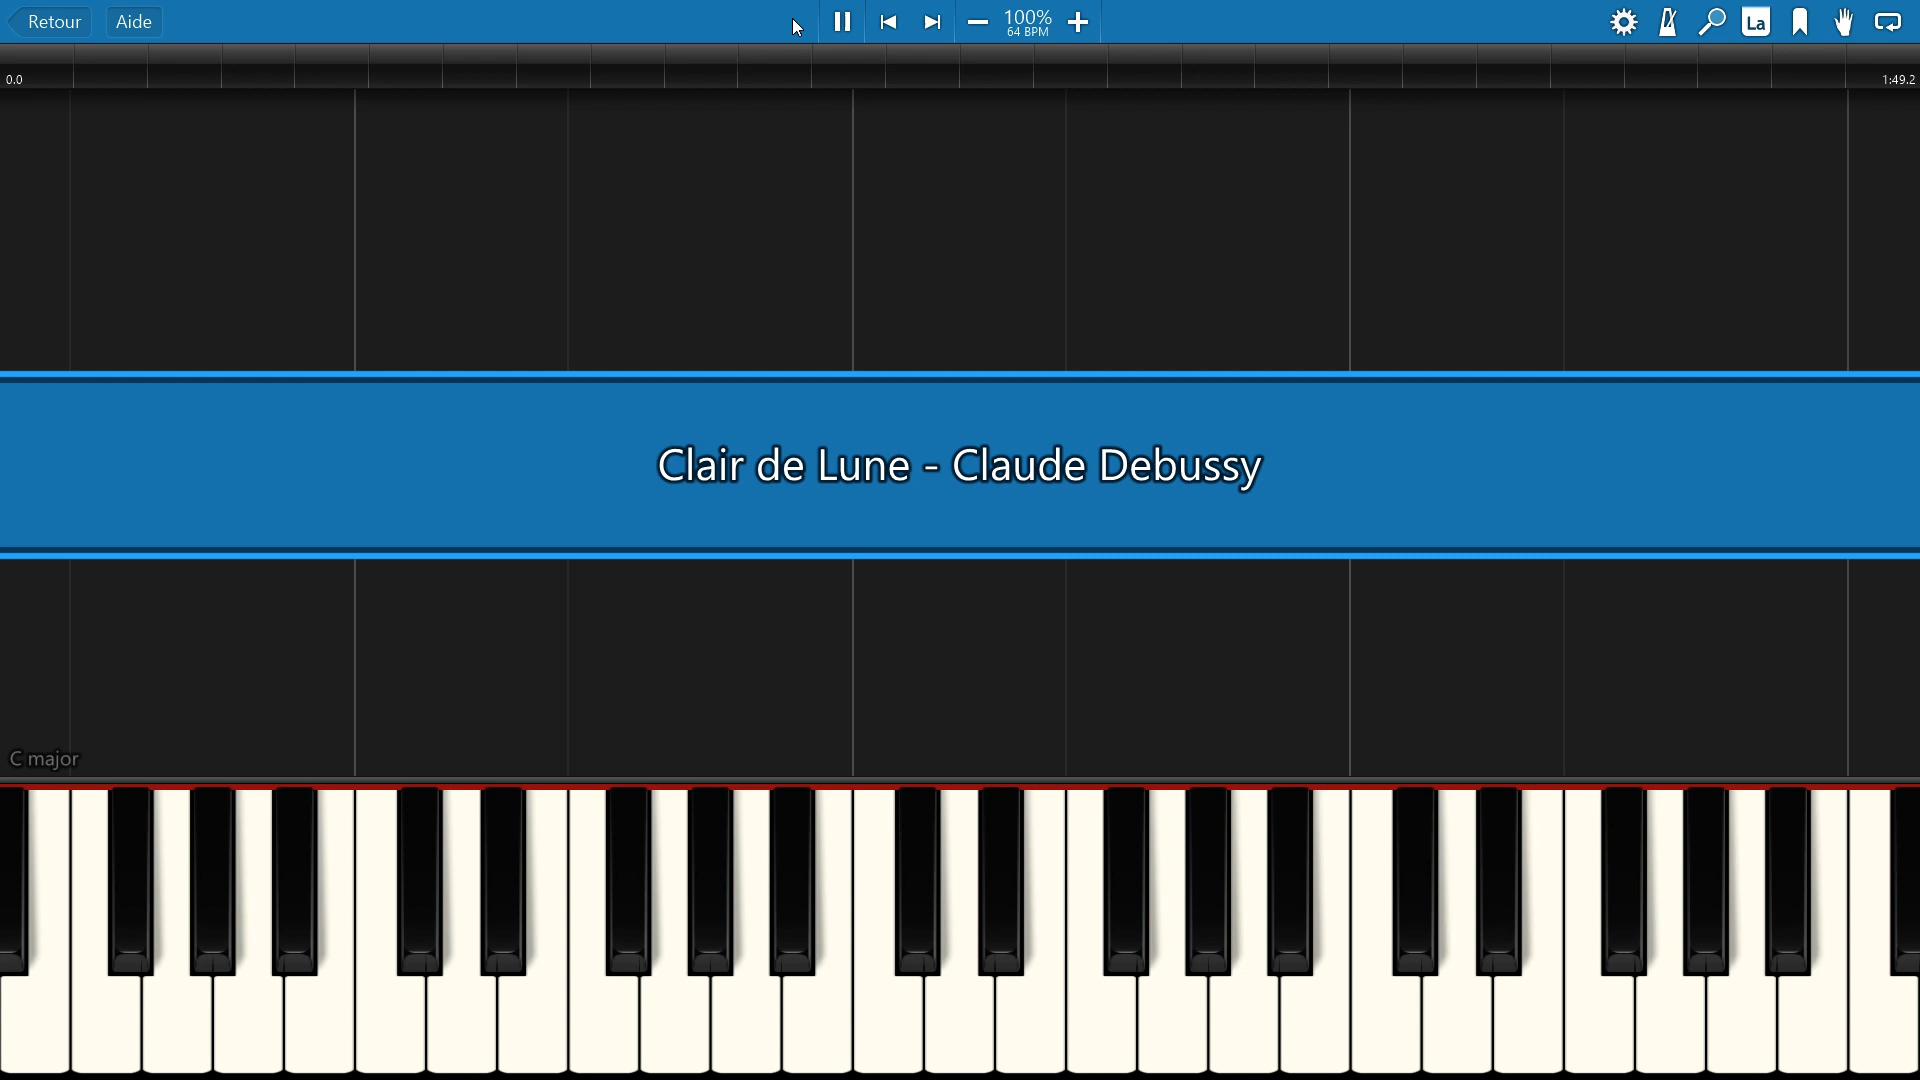 Retour Aide 100% La
64 BPM
0.0 1:49.2
Clair de Lune - Claude Debussy
C major